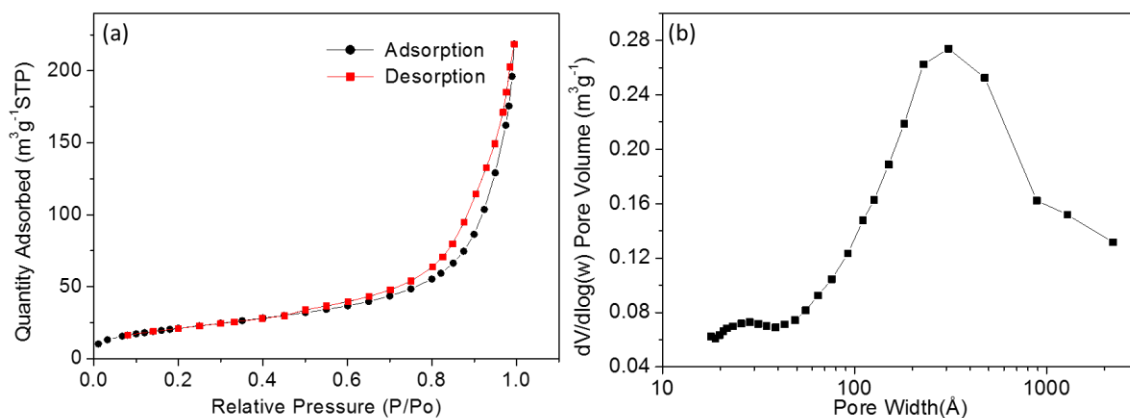 (a)
Adsorption
Desorption
Quantity Adsorbed (m³g⁻¹STP)
200
150
100
50
0
0.0 0.2 0.4 0.6 0.8 1.0
Relative Pressure (P/Po)
(b)
dV/dlog(w) Pore Volume (m³g⁻¹)
0.28
0.24
0.20
0.16
0.12
0.08
0.04
10 100 1000
Pore Width(Å)